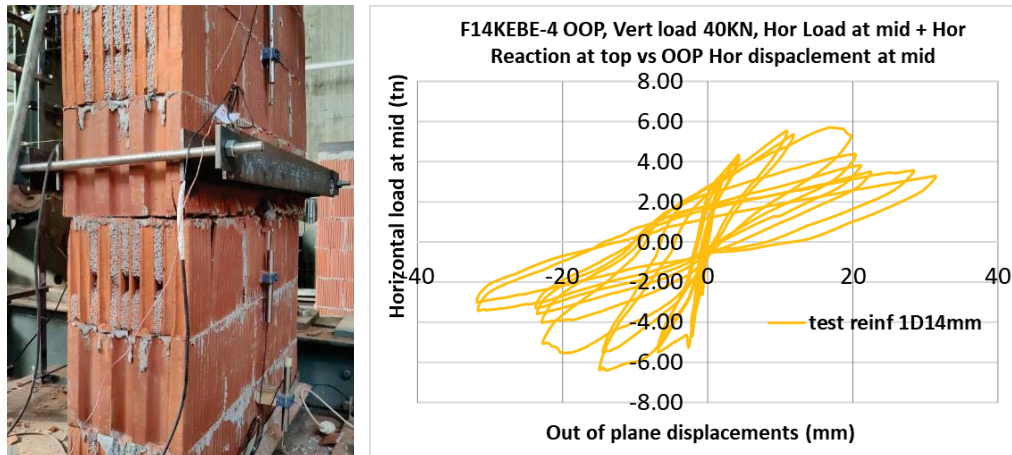 F14KEBE-4 OOP, Vert load 40KN, Hor Load at mid + Hor
Reaction at top vs OOP Hor dispaclement at mid
Horizontal load at mid (tn)
8.00
6.00
4.00
2.00
0.00
-40
-20
0
20
40
-2.00
-4.00
-6.00
-8.00
test reinf 1D14mm
Out of plane displacements (mm)